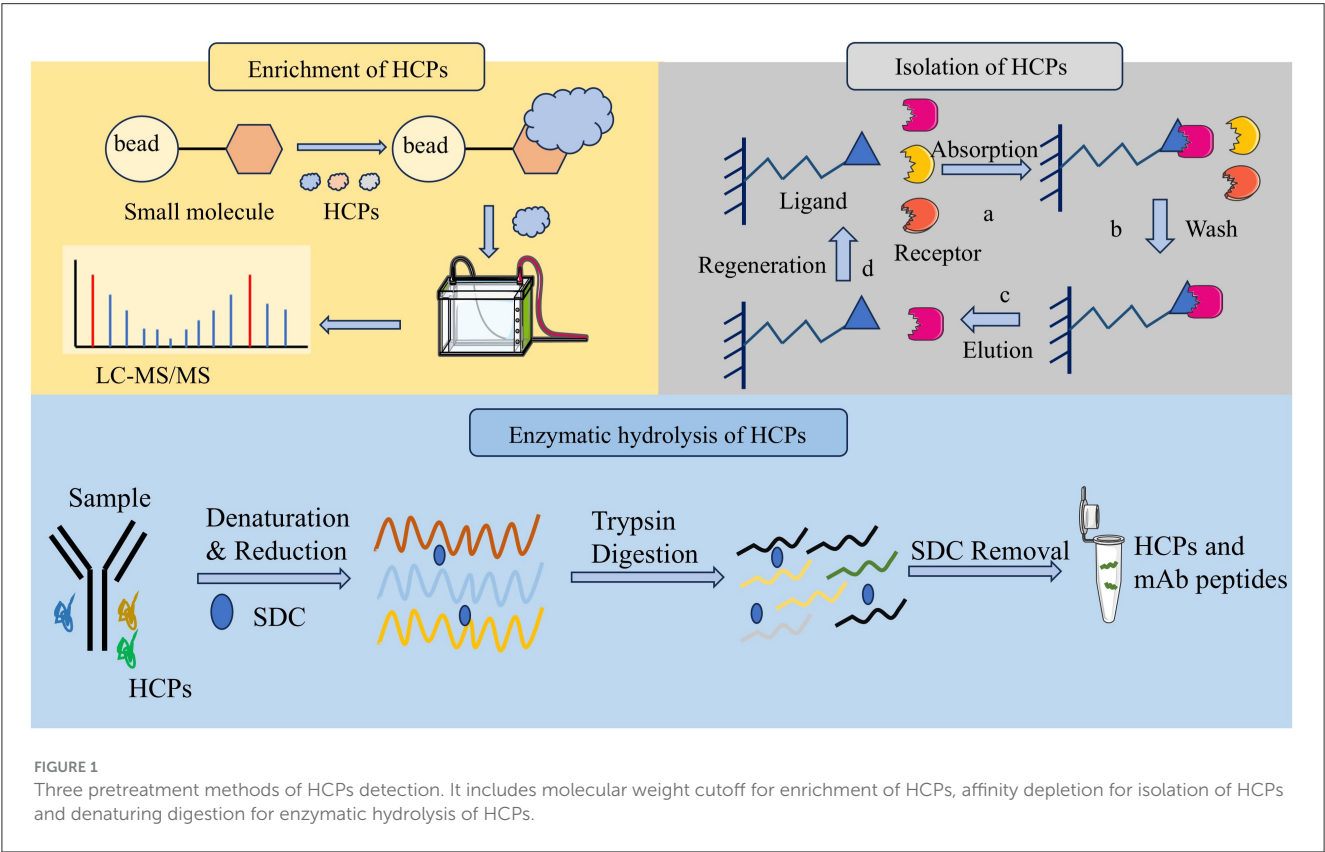 Enrichment of HCPs
bead
bead
Small molecule
HCPs
LC-MS/MS
Isolation of HCPs
Absorption
Ligand
a
Receptor
b
Wash
Regeneration
d
c
Elution
Enzymatic hydrolysis of HCPs
Sample
HCPs
Denaturation
& Reduction
SDC
Trypsin
Digestion
SDC Removal
HCPs and
mAb peptides
FIGURE 1
Three pretreatment methods of HCPs detection. It includes molecular weight cutoff for enrichment of HCPs, affinity depletion for isolation of HCPs
and denaturing digestion for enzymatic hydrolysis of HCPs.